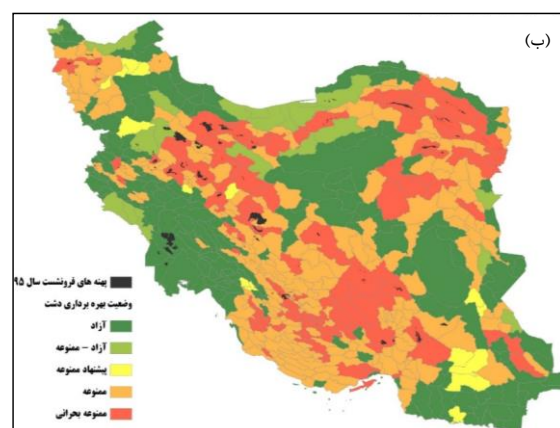 (ب)
پهنه های فرونشست سال ۹۵
وضعیت بهره برداری دشت
آزاد
آزاد - ممنوعه
پیشنهاد ممنوعه
ممنوعه
ممنوعه بحرانی